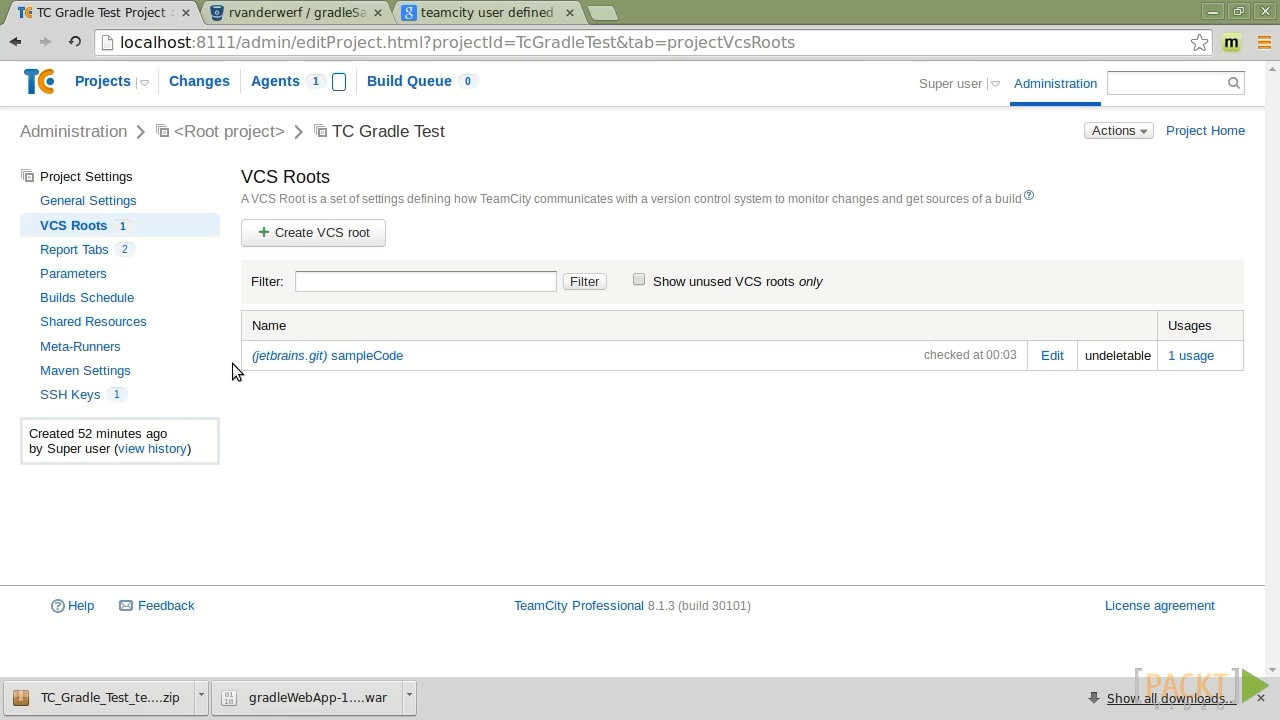 TC Gradle Test Project
rvanderwerf / gradleSa
teamcity user defined
localhost:8111/admin/editProject.html?projectId=TcGradleTest&tab=projectVcsRoots
m
TC Projects Changes Agents 1 Build Queue 0 Super user Administration
Administration <Root project> TC Gradle Test Actions Project Home
Project Settings
General Settings
VCS Roots 1
Report Tabs 2
Parameters
Builds Schedule
Shared Resources
Meta-Runners
Maven Settings
SSH Keys 1
Created 52 minutes ago
by Super user (view history)
VCS Roots
A VCS Root is a set of settings defining how TeamCity communicates with a version control system to monitor changes and get sources of a build ?
+ Create VCS root
Filter: Filter Show unused VCS roots only
Name Usages
(jetbrains.git) sampleCode checked at 00:03 Edit undeletable 1 usage
? Help Feedback TeamCity Professional 8.1.3 (build 30101) License agreement
TC_Gradle_Test_te....zip gradleWebApp-1....war Show all downloads...
[PACKT]